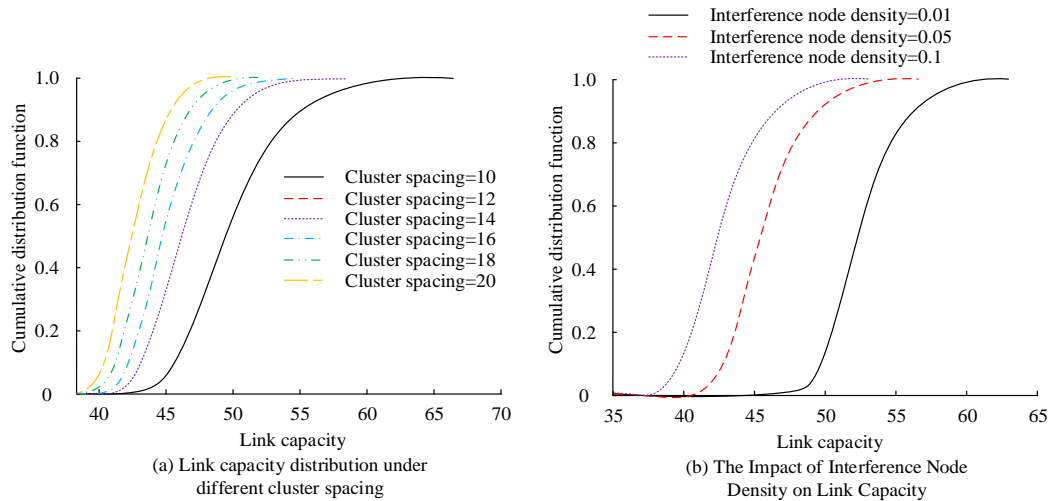 Cumulative distribution function
1.0
0.8
0.6
0.4
0.2
0
40
45
50
55
60
65
70
Link capacity
Cluster spacing=10
Cluster spacing=12
Cluster spacing=14
Cluster spacing=16
Cluster spacing=18
Cluster spacing=20
(a) Link capacity distribution under
different cluster spacing
Interference node density=0.01
Interference node density=0.05
Interference node density=0.1
Cumulative distribution function
1.0
0.8
0.6
0.4
0.2
0
35
40
45
50
55
60
65
Link capacity
(b) The Impact of Interference Node
Density on Link Capacity